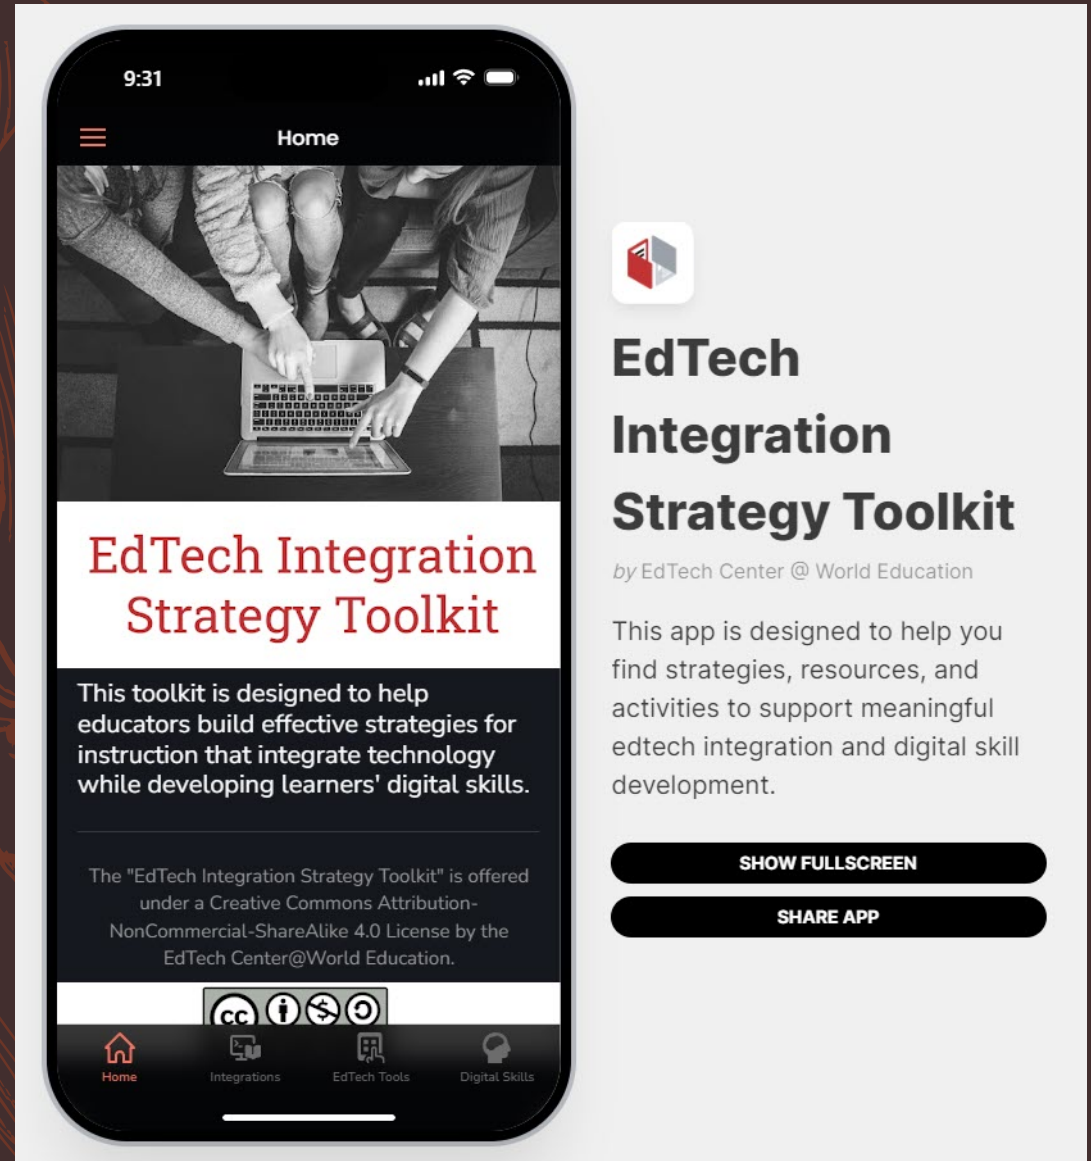 9:31
Home
EdTech Integration
Strategy Toolkit
This toolkit is designed to help
educators build effective strategies for
instruction that integrate technology
while developing learners' digital skills.
The "EdTech Integration Strategy Toolkit" is offered
under a Creative Commons Attribution-
NonCommercial-ShareAlike 4.0 License by the
EdTech Center@World Education.
cc
Home
Integrations
EdTech Tools
Digital Skills
EdTech
Integration
Strategy Toolkit
by EdTech Center @ World Education
This app is designed to help you
find strategies, resources, and
activities to support meaningful
edtech integration and digital skill
development.
SHOW FULLSCREEN
SHARE APP